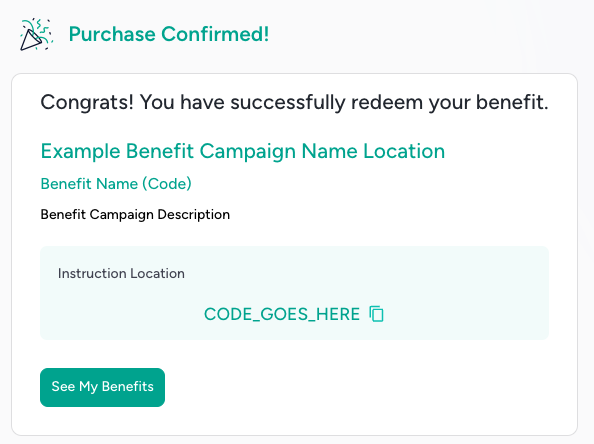 Purchase Confirmed!
Congrats! You have successfully redeem your benefit.
Example Benefit Campaign Name Location
Benefit Name (Code)
Benefit Campaign Description
Instruction Location
CODE_GOES_HERE
See My Benefits